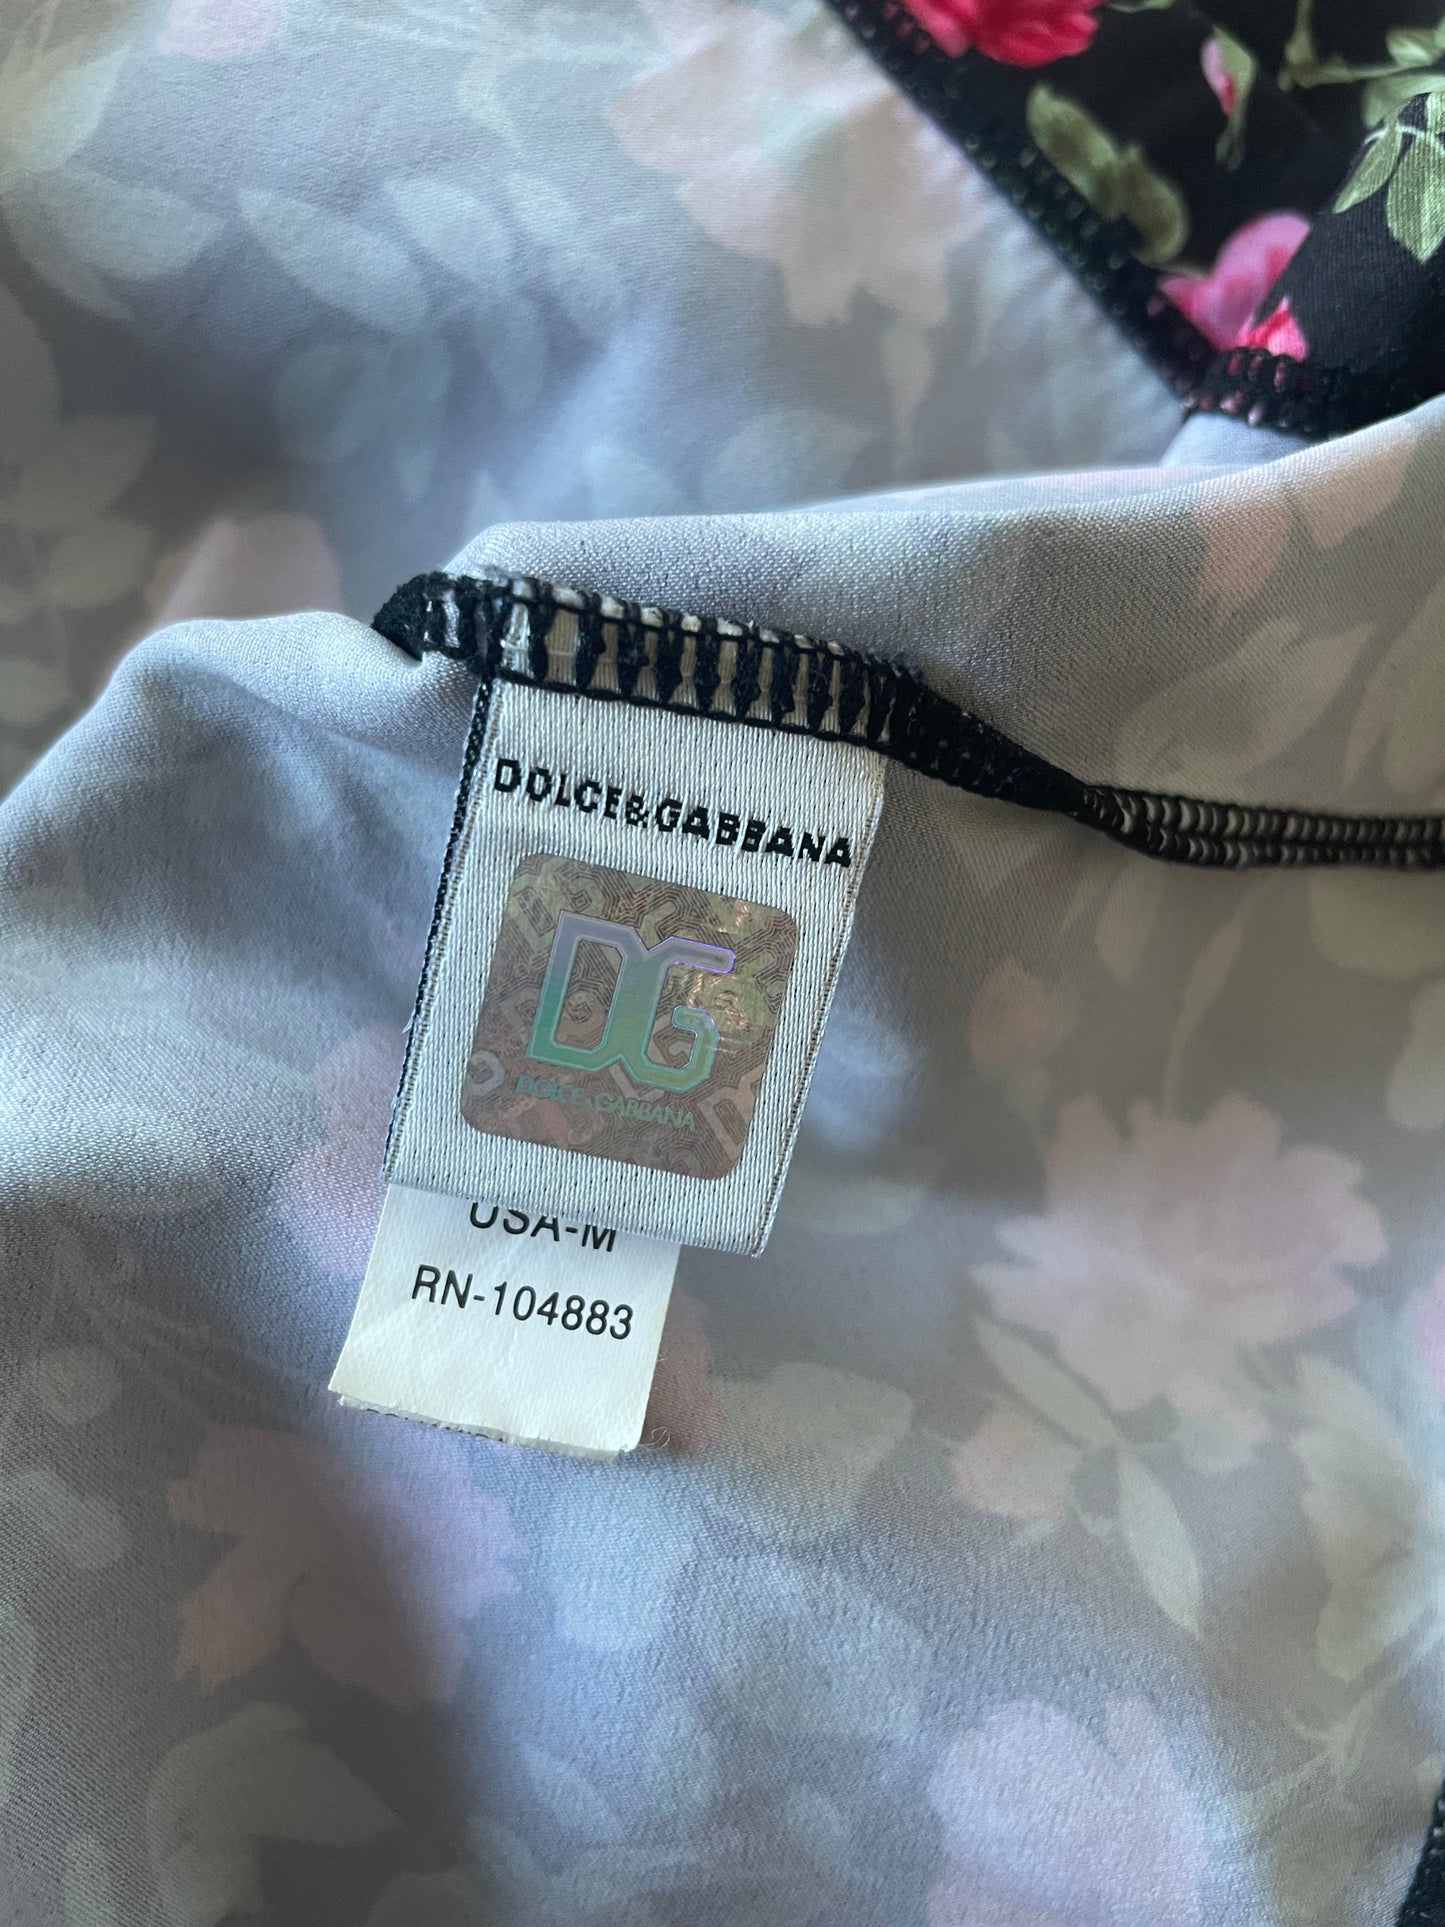 DOLCE&GABBANA
DG
DOLCE & GABBANA
USA-M
RN-104883